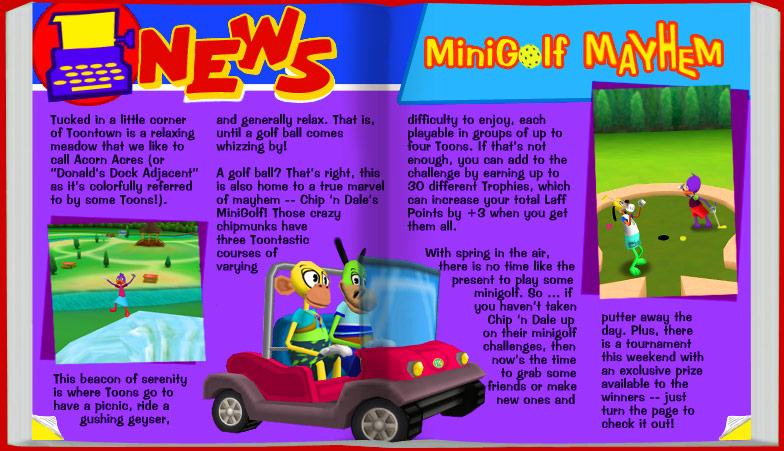 NEWS
MiniGolf MAYHEM
Tucked in a little corner
of Toontown is a relaxing
meadow that we like to
call Acorn Acres (or
"Donald's Dock Adjacent"
as it's colorfully referred
to by some Toons!).
This beacon of serenity
is where Toons go to
have a picnic, ride a
gushing geyser,
and generally relax. That is,
until a golf ball comes
whizzing by!
A golf ball? That's right, this
is also home to a true marvel
of mayhem -- Chip 'n Dale's
MiniGolf! Those crazy
chipmunks have
three Toontastic
courses of
varying
difficulty to enjoy, each
playable in groups of up to
four Toons. If that's not
enough, you can add to the
challenge by earning up to
30 different Trophies, which
can increase your total Laff
Points by +3 when you get
them all.
With spring in the air,
there is no time like the
present to play some
minigolf. So ... if
you haven't taken
Chip 'n Dale up
on their minigolf
challenges, then
now's the time
to grab some
friends or make
new ones and
putter away the
day. Plus, there
is a tournament
this weekend with
an exclusive prize
available to the
winners -- just
turn the page to
check it out!